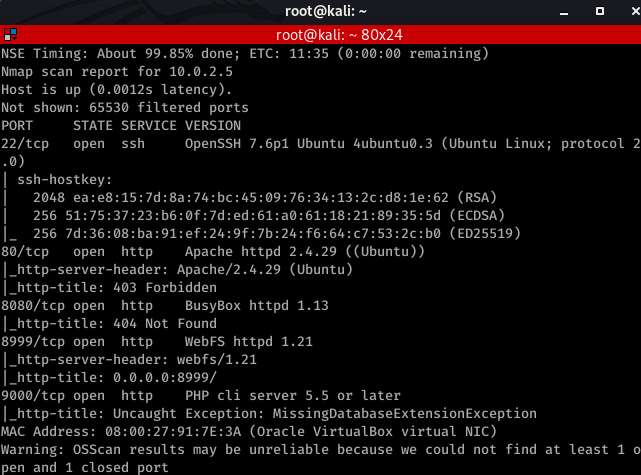 root@kali: ~
root@kali: ~ 80x24
NSE Timing: About 99.85% done; ETC: 11:35 (0:00:00 remaining)
Nmap scan report for 10.0.2.5
Host is up (0.0012s latency).
Not shown: 65530 filtered ports
PORT     STATE SERVICE VERSION
22/tcp   open  ssh     OpenSSH 7.6p1 Ubuntu 4ubuntu0.3 (Ubuntu Linux; protocol 2
.0)
| ssh-hostkey:
|   2048 ea:e8:15:7d:8a:74:bc:45:09:76:34:13:2c:d8:1e:62 (RSA)
|   256 51:75:37:23:b6:0f:7d:ed:61:a0:61:18:21:89:35:5d (ECDSA)
|_  256 7d:36:08:ba:91:ef:24:9f:7b:24:f6:64:c7:53:2c:b0 (ED25519)
80/tcp   open  http    Apache httpd 2.4.29 ((Ubuntu))
|_http-server-header: Apache/2.4.29 (Ubuntu)
|_http-title: 403 Forbidden
8080/tcp open  http    BusyBox httpd 1.13
|_http-title: 404 Not Found
8999/tcp open  http    WebFS httpd 1.21
|_http-server-header: webfs/1.21
|_http-title: 0.0.0.0:8999/
9000/tcp open  http    PHP cli server 5.5 or later
|_http-title: Uncaught Exception: MissingDatabaseExtensionException
MAC Address: 08:00:27:91:7E:3A (Oracle VirtualBox virtual NIC)
Warning: OSScan results may be unreliable because we could not find at least 1 o
pen and 1 closed port